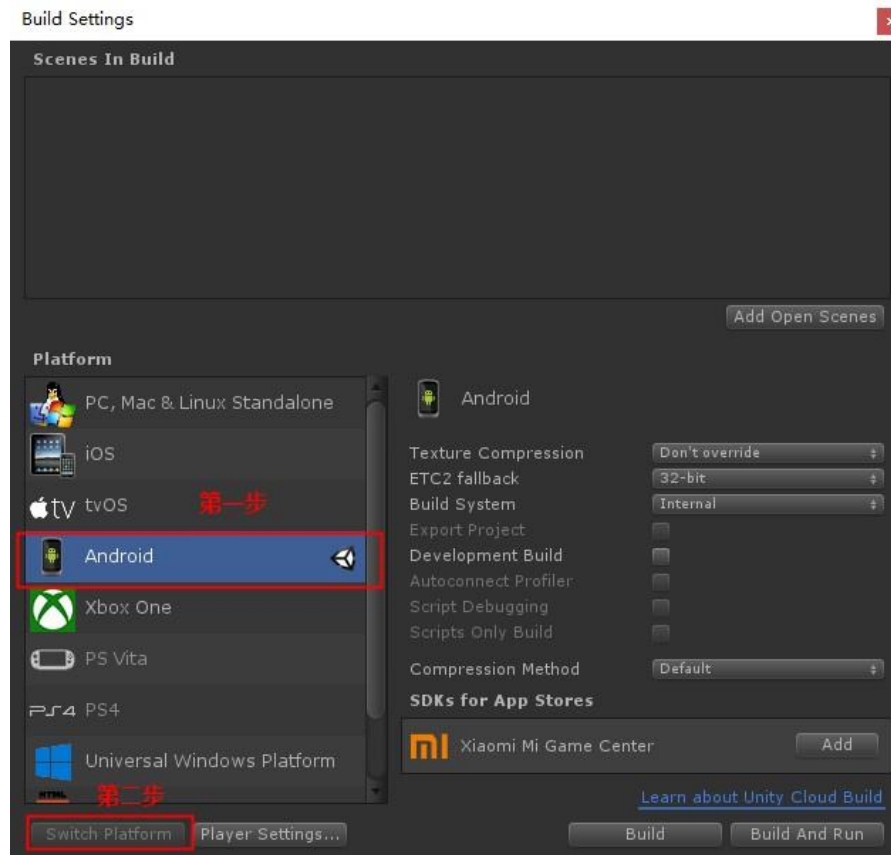 Build Settings
Scenes In Build
Add Open Scenes
Platform
PC, Mac & Linux Standalone
iOS
tv tvOS
第一步
Android
Xbox One
PS Vita
PS4 PS4
Universal Windows Platform
HTML
第二步
Switch Platform
Player Settings...
Android
Texture Compression Don't override
ETC2 fallback 32-bit
Build System Internal
Export Project
Development Build
Autoconnect Profiler
Script Debugging
Scripts Only Build
Compression Method Default
SDKs for App Stores
Xiaomi Mi Game Center Add
Learn about Unity Cloud Build
Build
Build And Run